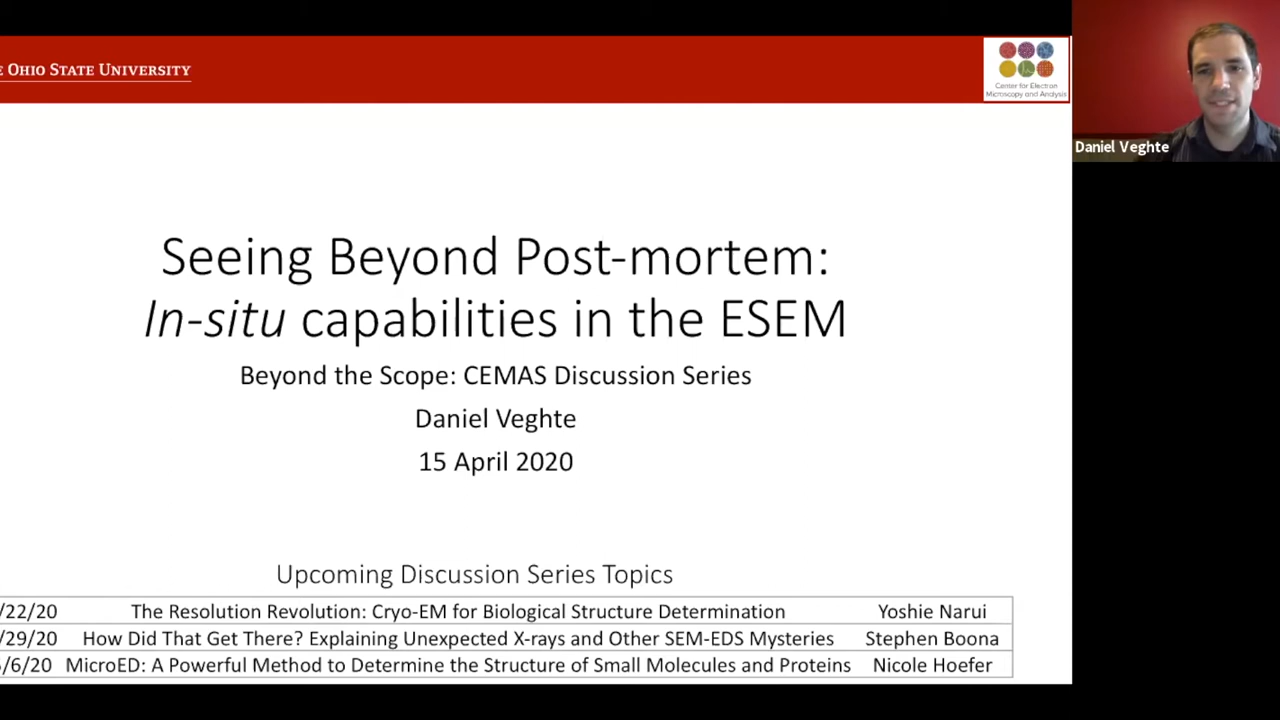 E OHIO STATE UNIVERSITY
Center for Electron
Microscopy and Analysis
Daniel Veghte
Seeing Beyond Post-mortem:
In-situ capabilities in the ESEM
Beyond the Scope: CEMAS Discussion Series
Daniel Veghte
15 April 2020
Upcoming Discussion Series Topics
/22/20 The Resolution Revolution: Cryo-EM for Biological Structure Determination Yoshie Narui
/29/20 How Did That Get There? Explaining Unexpected X-rays and Other SEM-EDS Mysteries Stephen Boona
/6/20 MicroED: A Powerful Method to Determine the Structure of Small Molecules and Proteins Nicole Hoefer